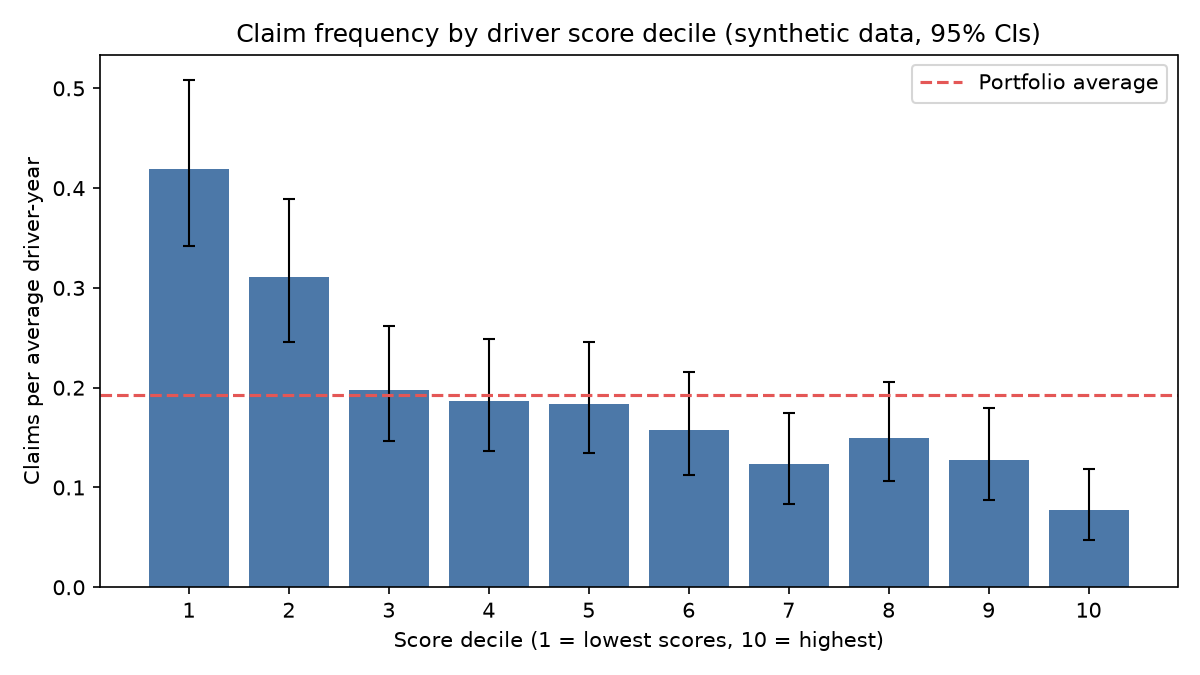 Claim frequency by driver score decile (synthetic data, 95% CIs)
Portfolio average
Claims per average driver-year
0.5
0.4
0.3
0.2
0.1
0.0
1 2 3 4 5 6 7 8 9 10
Score decile (1 = lowest scores, 10 = highest)